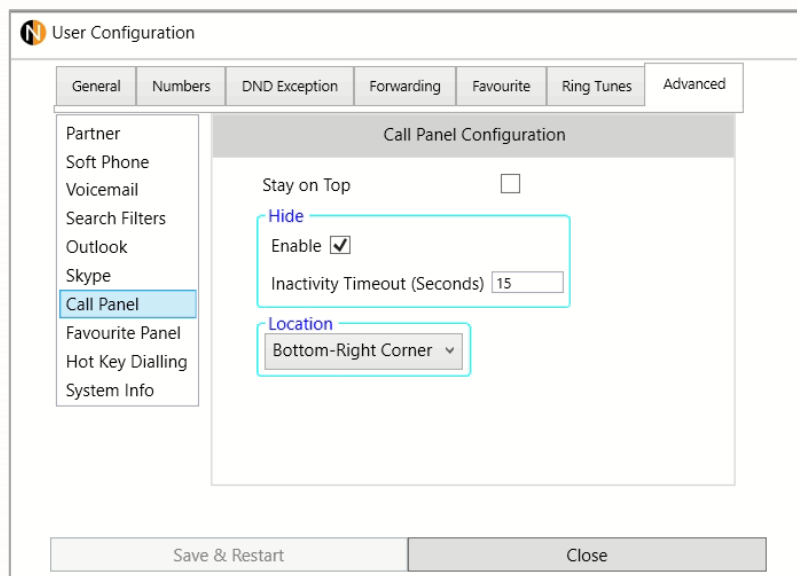 User Configuration
General Numbers DND Exception Forwarding Favourite Ring Tunes Advanced
Partner
Soft Phone
Voicemail
Search Filters
Outlook
Skype
Call Panel
Favourite Panel
Hot Key Dialling
System Info
Call Panel Configuration
Stay on Top
Hide
Enable
Inactivity Timeout (Seconds) 15
Location
Bottom-Right Corner
Save & Restart Close